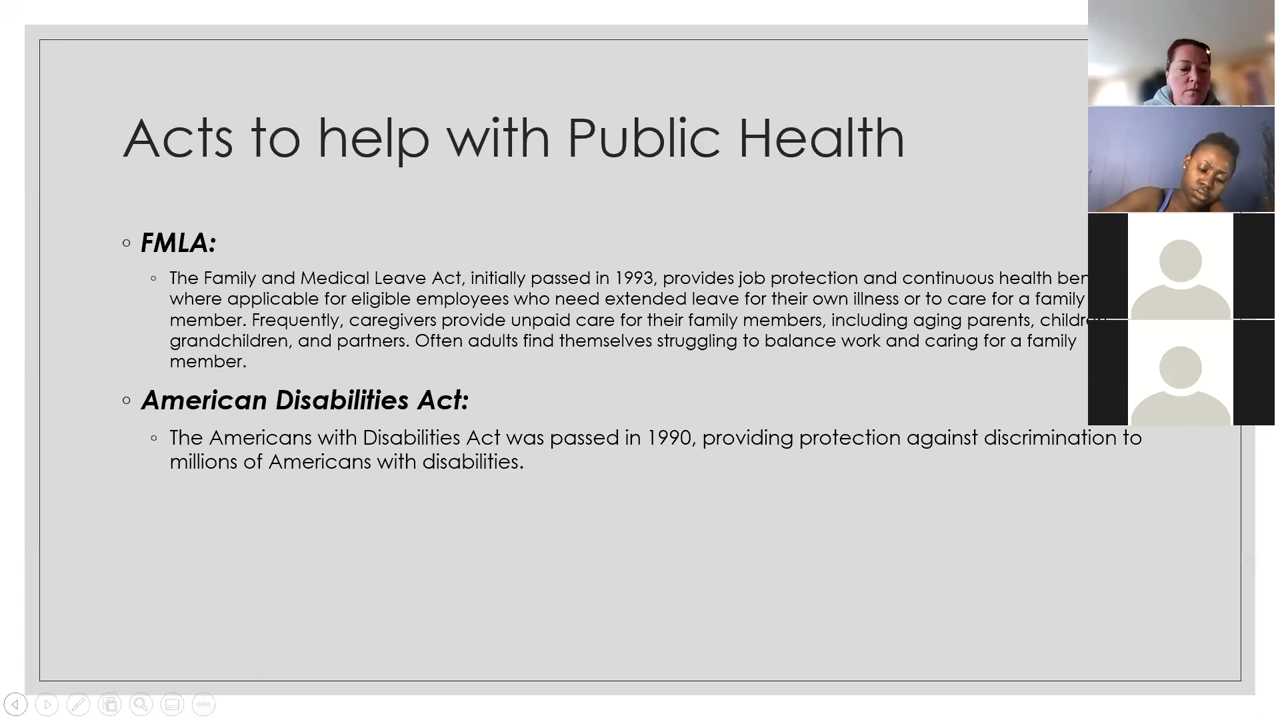 Acts to help with Public Health
FMLA:
The Family and Medical Leave Act, initially passed in 1993, provides job protection and continuous health
where applicable for eligible employees who need extended leave for their own illness or to care for a family
member. Frequently, caregivers provide unpaid care for their family members, including aging parents,
grandchildren, and partners. Often adults find themselves struggling to balance work and caring for a family
member.
American Disabilities Act:
The Americans with Disabilities Act was passed in 1990, providing protection against discrimination to
millions of Americans with disabilities.